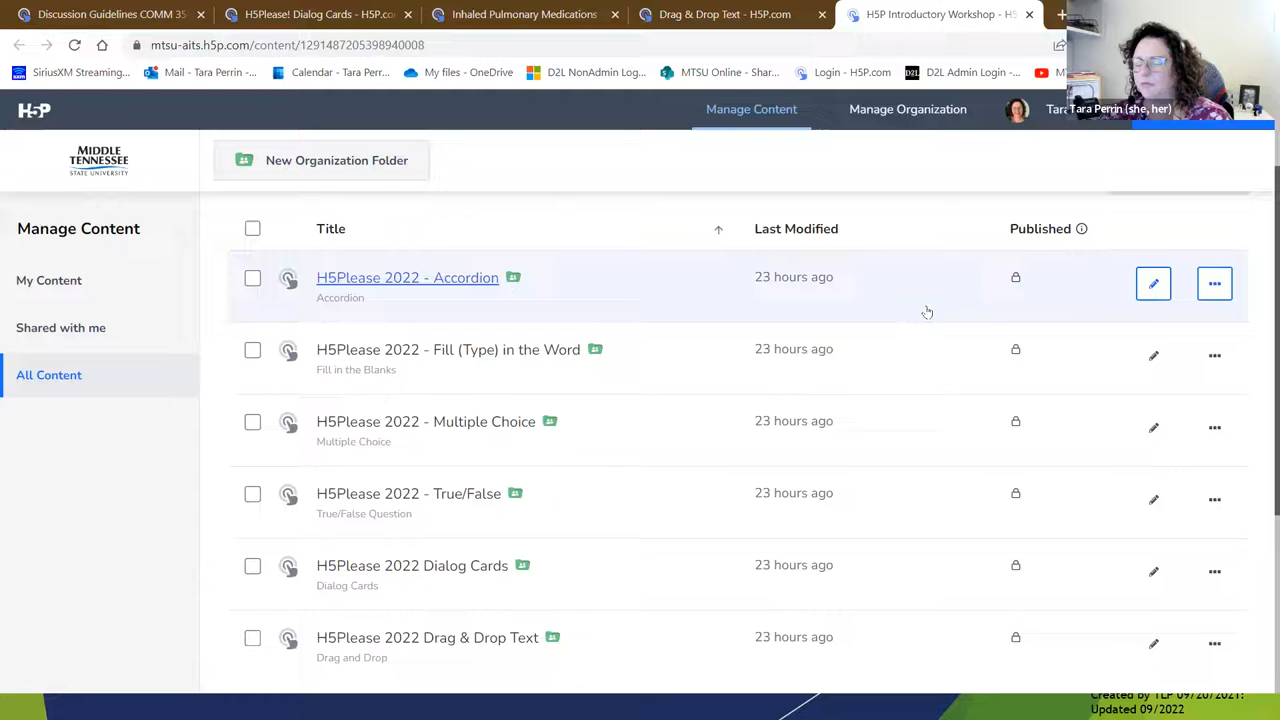 Discussion Guidelines COMM 35
H5Please! Dialog Cards - H5P.co
Inhaled Pulmonary Medications
Drag & Drop Text - H5P.com
H5P Introductory Workshop - H5
mtsu-aits.h5p.com/content/1291487205398940008
SiriusXM Streaming...
Mail - Tara Perrin -...
Calendar - Tara Perr...
My files - OneDrive
D2L NonAdmin Log...
MTSU Online - Shar...
Login - H5P.com
D2L
D2L Admin Login -...
H5P
Manage Content
Manage Organization
Tara Perrin (she, her)
MIDDLE
TENNESSEE
STATE UNIVERSITY
New Organization Folder
Manage Content
My Content
Shared with me
All Content
Title
Last Modified
Published
H5Please 2022 - Accordion
Accordion
23 hours ago
H5Please 2022 - Fill (Type) in the Word
Fill in the Blanks
23 hours ago
H5Please 2022 - Multiple Choice
Multiple Choice
23 hours ago
H5Please 2022 - True/False
True/False Question
23 hours ago
H5Please 2022 Dialog Cards
Dialog Cards
23 hours ago
H5Please 2022 Drag & Drop Text
Drag and Drop
23 hours ago
Created by TLP 09/20/2021:
Updated 09/2022